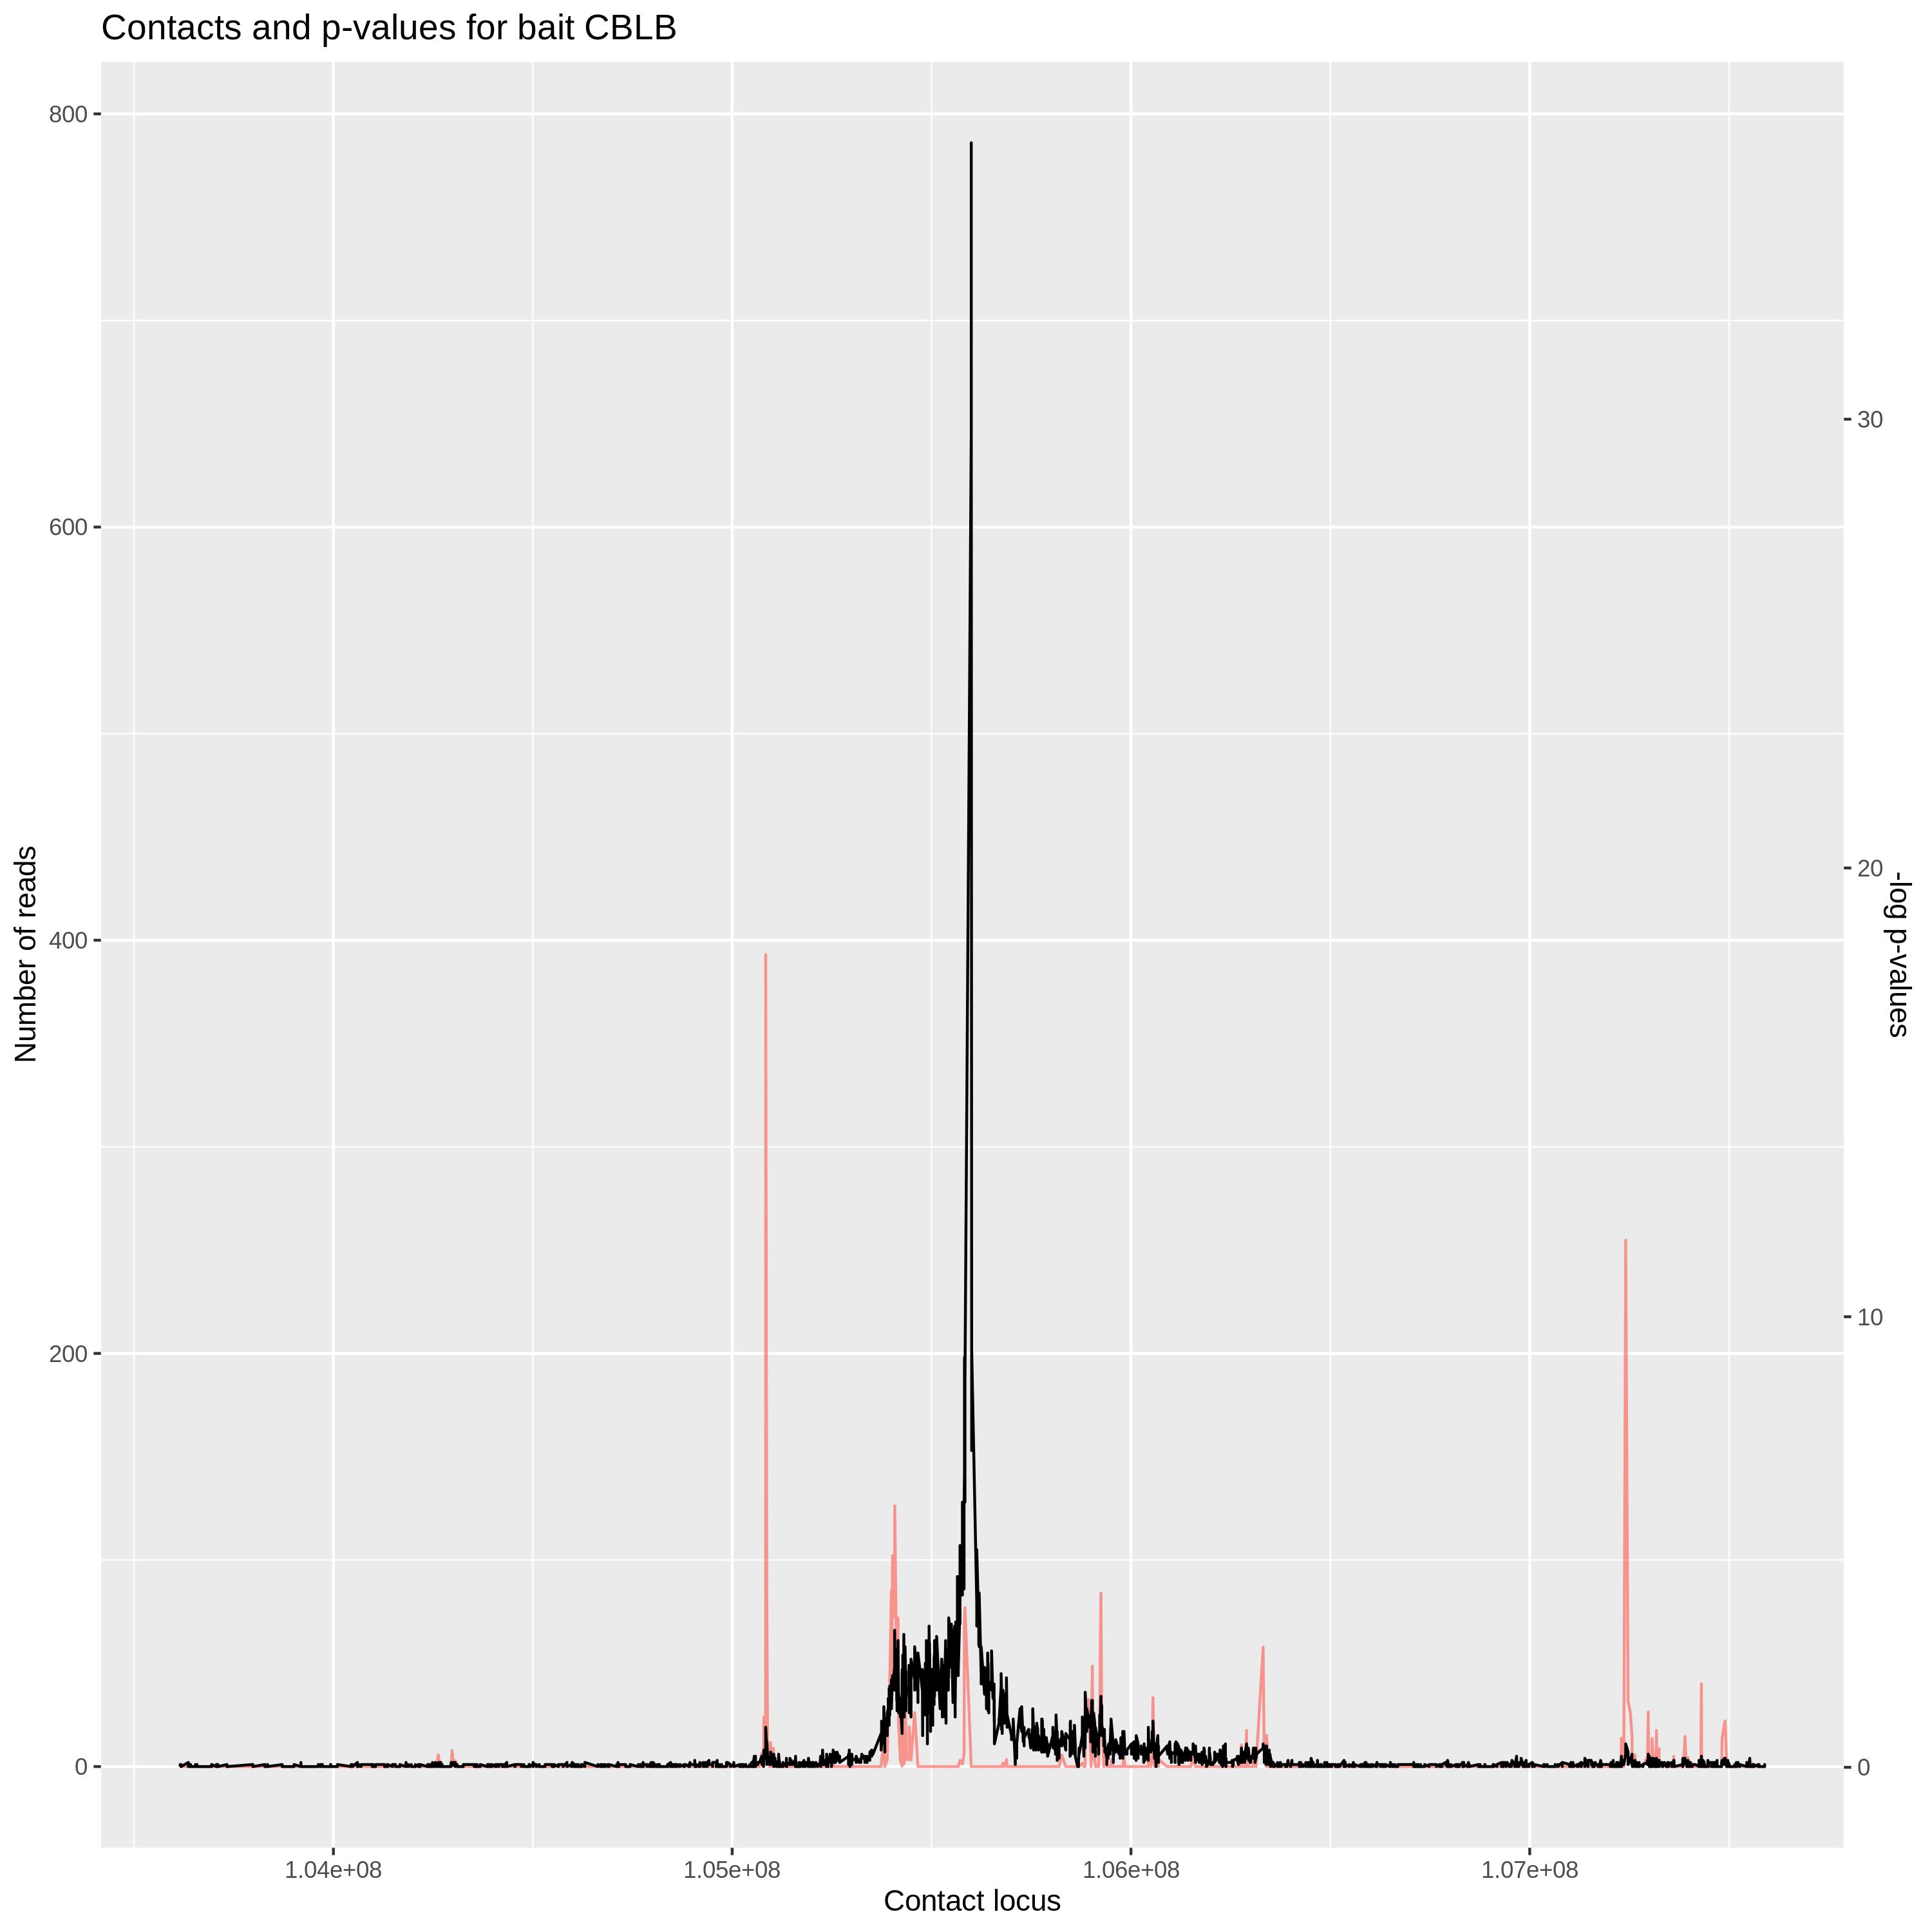 Contacts and p-values for bait CBLB
800
600
400
200
0
Number of reads
30
20
10
0
-log p-values
1.04e+08
1.05e+08
1.06e+08
1.07e+08
Contact locus